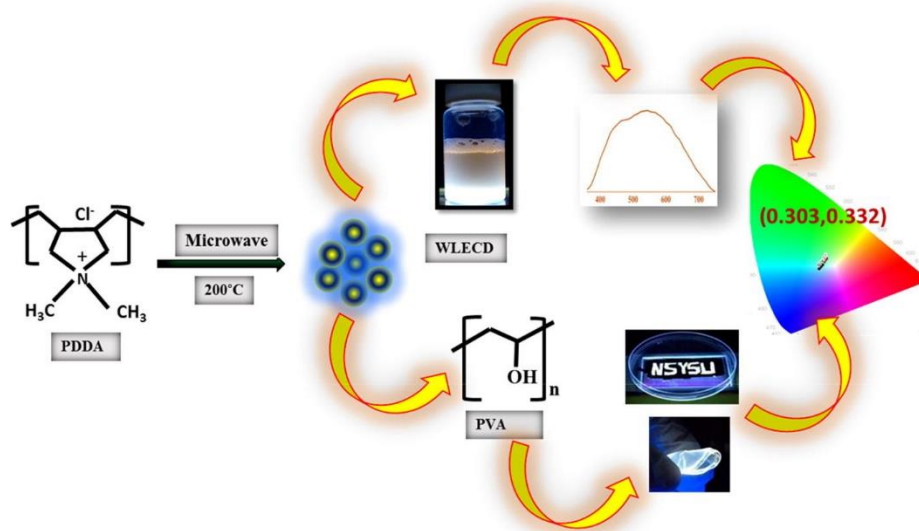 Cl-
+
N
H₃C
CH₃
PDDA
Microwave
200°C
WLECD
400
500
600
700
(0.303,0.332)
OH
n
PVA
NSYSU